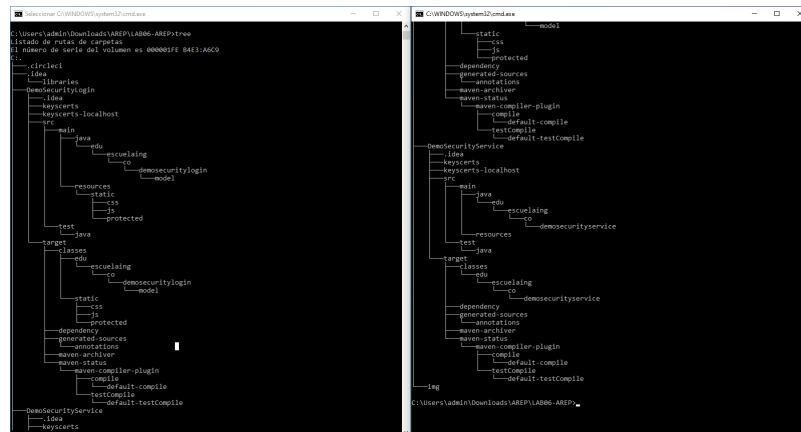 Seleccionar C:\WINDOWS\system32\cmd.exe
C:\Users\admin\Downloads\AREP\LAB06-AREP>tree
Listado de rutas de carpetas
El número de serie del volumen es 000001FE B4E3:A6C9
C:.
├───.circleci
├───.idea
│   └───libraries
├───DemoSecurityLogin
│   ├───.idea
│   ├───keyscerts
│   ├───keyscerts-localhost
│   ├───src
│   │   ├───main
│   │   │   ├───java
│   │   │   │   └───edu
│   │   │   │       └───escuelaing
│   │   │   │           └───co
│   │   │   │               └───demosecuritylogin
│   │   │   │                   └───model
│   │   │   └───resources
│   │   │       └───static
│   │   │           ├───css
│   │   │           ├───js
│   │   │           └───protected
│   │   └───test
│   │       └───java
│   └───target
│       ├───classes
│       │   ├───edu
│       │   │   └───escuelaing
│       │   │       └───co
│       │   │           └───demosecuritylogin
│       │   │               └───model
│       │   └───static
│       │       ├───css
│       │       ├───js
│       │       └───protected
│       ├───dependency
│       ├───generated-sources
│       │   └───annotations
│       ├───maven-archiver
│       └───maven-status
│           └───maven-compiler-plugin
│               ├───compile
│               │   └───default-compile
│               └───testCompile
│                   └───default-testCompile
├───DemoSecurityService
│   ├───.idea
│   ├───keyscerts
C:\WINDOWS\system32\cmd.exe
│       │               └───model
│       │   └───static
│       │       ├───css
│       │       ├───js
│       │       └───protected
│       ├───dependency
│       ├───generated-sources
│       │   └───annotations
│       ├───maven-archiver
│       └───maven-status
│           └───maven-compiler-plugin
│               ├───compile
│               │   └───default-compile
│               └───testCompile
│                   └───default-testCompile
├───DemoSecurityService
│   ├───.idea
│   ├───keyscerts
│   ├───keyscerts-localhost
│   ├───src
│   │   ├───main
│   │   │   ├───java
│   │   │   │   └───edu
│   │   │   │       └───escuelaing
│   │   │   │           └───co
│   │   │   │               └───demosecurityservice
│   │   │   └───resources
│   │   └───test
│   │       └───java
│   └───target
│       ├───classes
│       │   └───edu
│       │       └───escuelaing
│       │           └───co
│       │               └───demosecurityservice
│       ├───dependency
│       ├───generated-sources
│       │   └───annotations
│       ├───maven-archiver
│       └───maven-status
│           └───maven-compiler-plugin
│               ├───compile
│               │   └───default-compile
│               └───testCompile
│                   └───default-testCompile
└───img
C:\Users\admin\Downloads\AREP\LAB06-AREP>